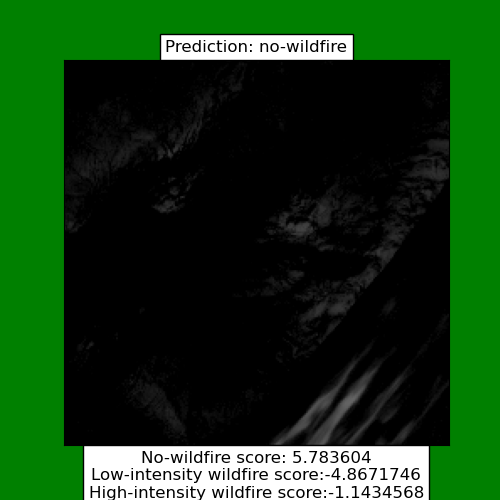 Prediction: no-wildfire
No-wildfire score: 5.783604
Low-intensity wildfire score:-4.8671746
High-intensity wildfire score:-1.1434568